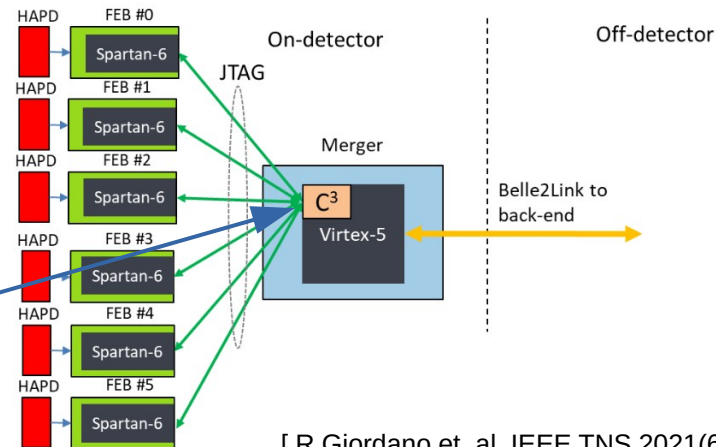 HAPD FEB #0
Spartan-6
HAPD FEB #1
Spartan-6
HAPD FEB #2
Spartan-6
HAPD FEB #3
Spartan-6
HAPD FEB #4
Spartan-6
HAPD FEB #5
Spartan-6
On-detector
Off-detector
JTAG
Merger
C³
Virtex-5
Belle2Link to
back-end
[ R.Giordano et. al, IEEE TNS 2021(6